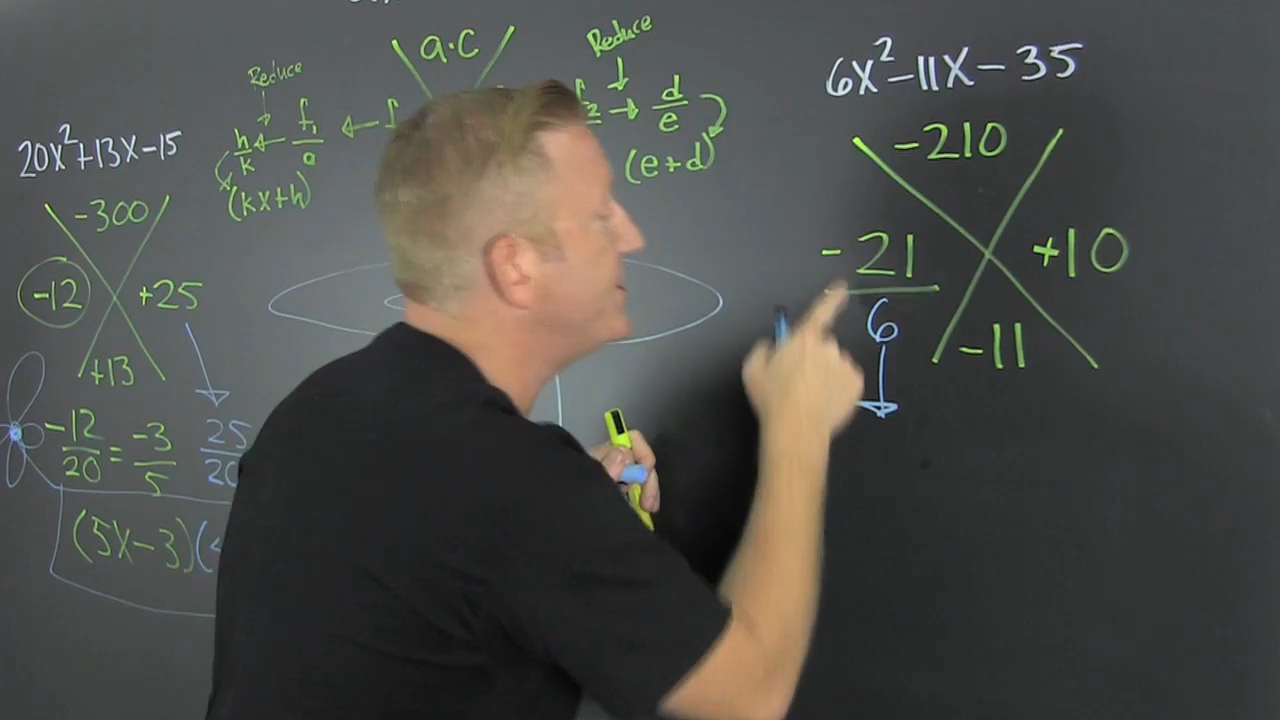 20x²+13x-15
-300
-12 +25
+13
-12/20 = -3/5 25/20
(5x-3)(
Reduce
h/k ← f₁/a ←
(kx+h)
a·c
Reduce
→ d/e
(e+d)
6x²-11x-35
-210
-21 +10
6
-11